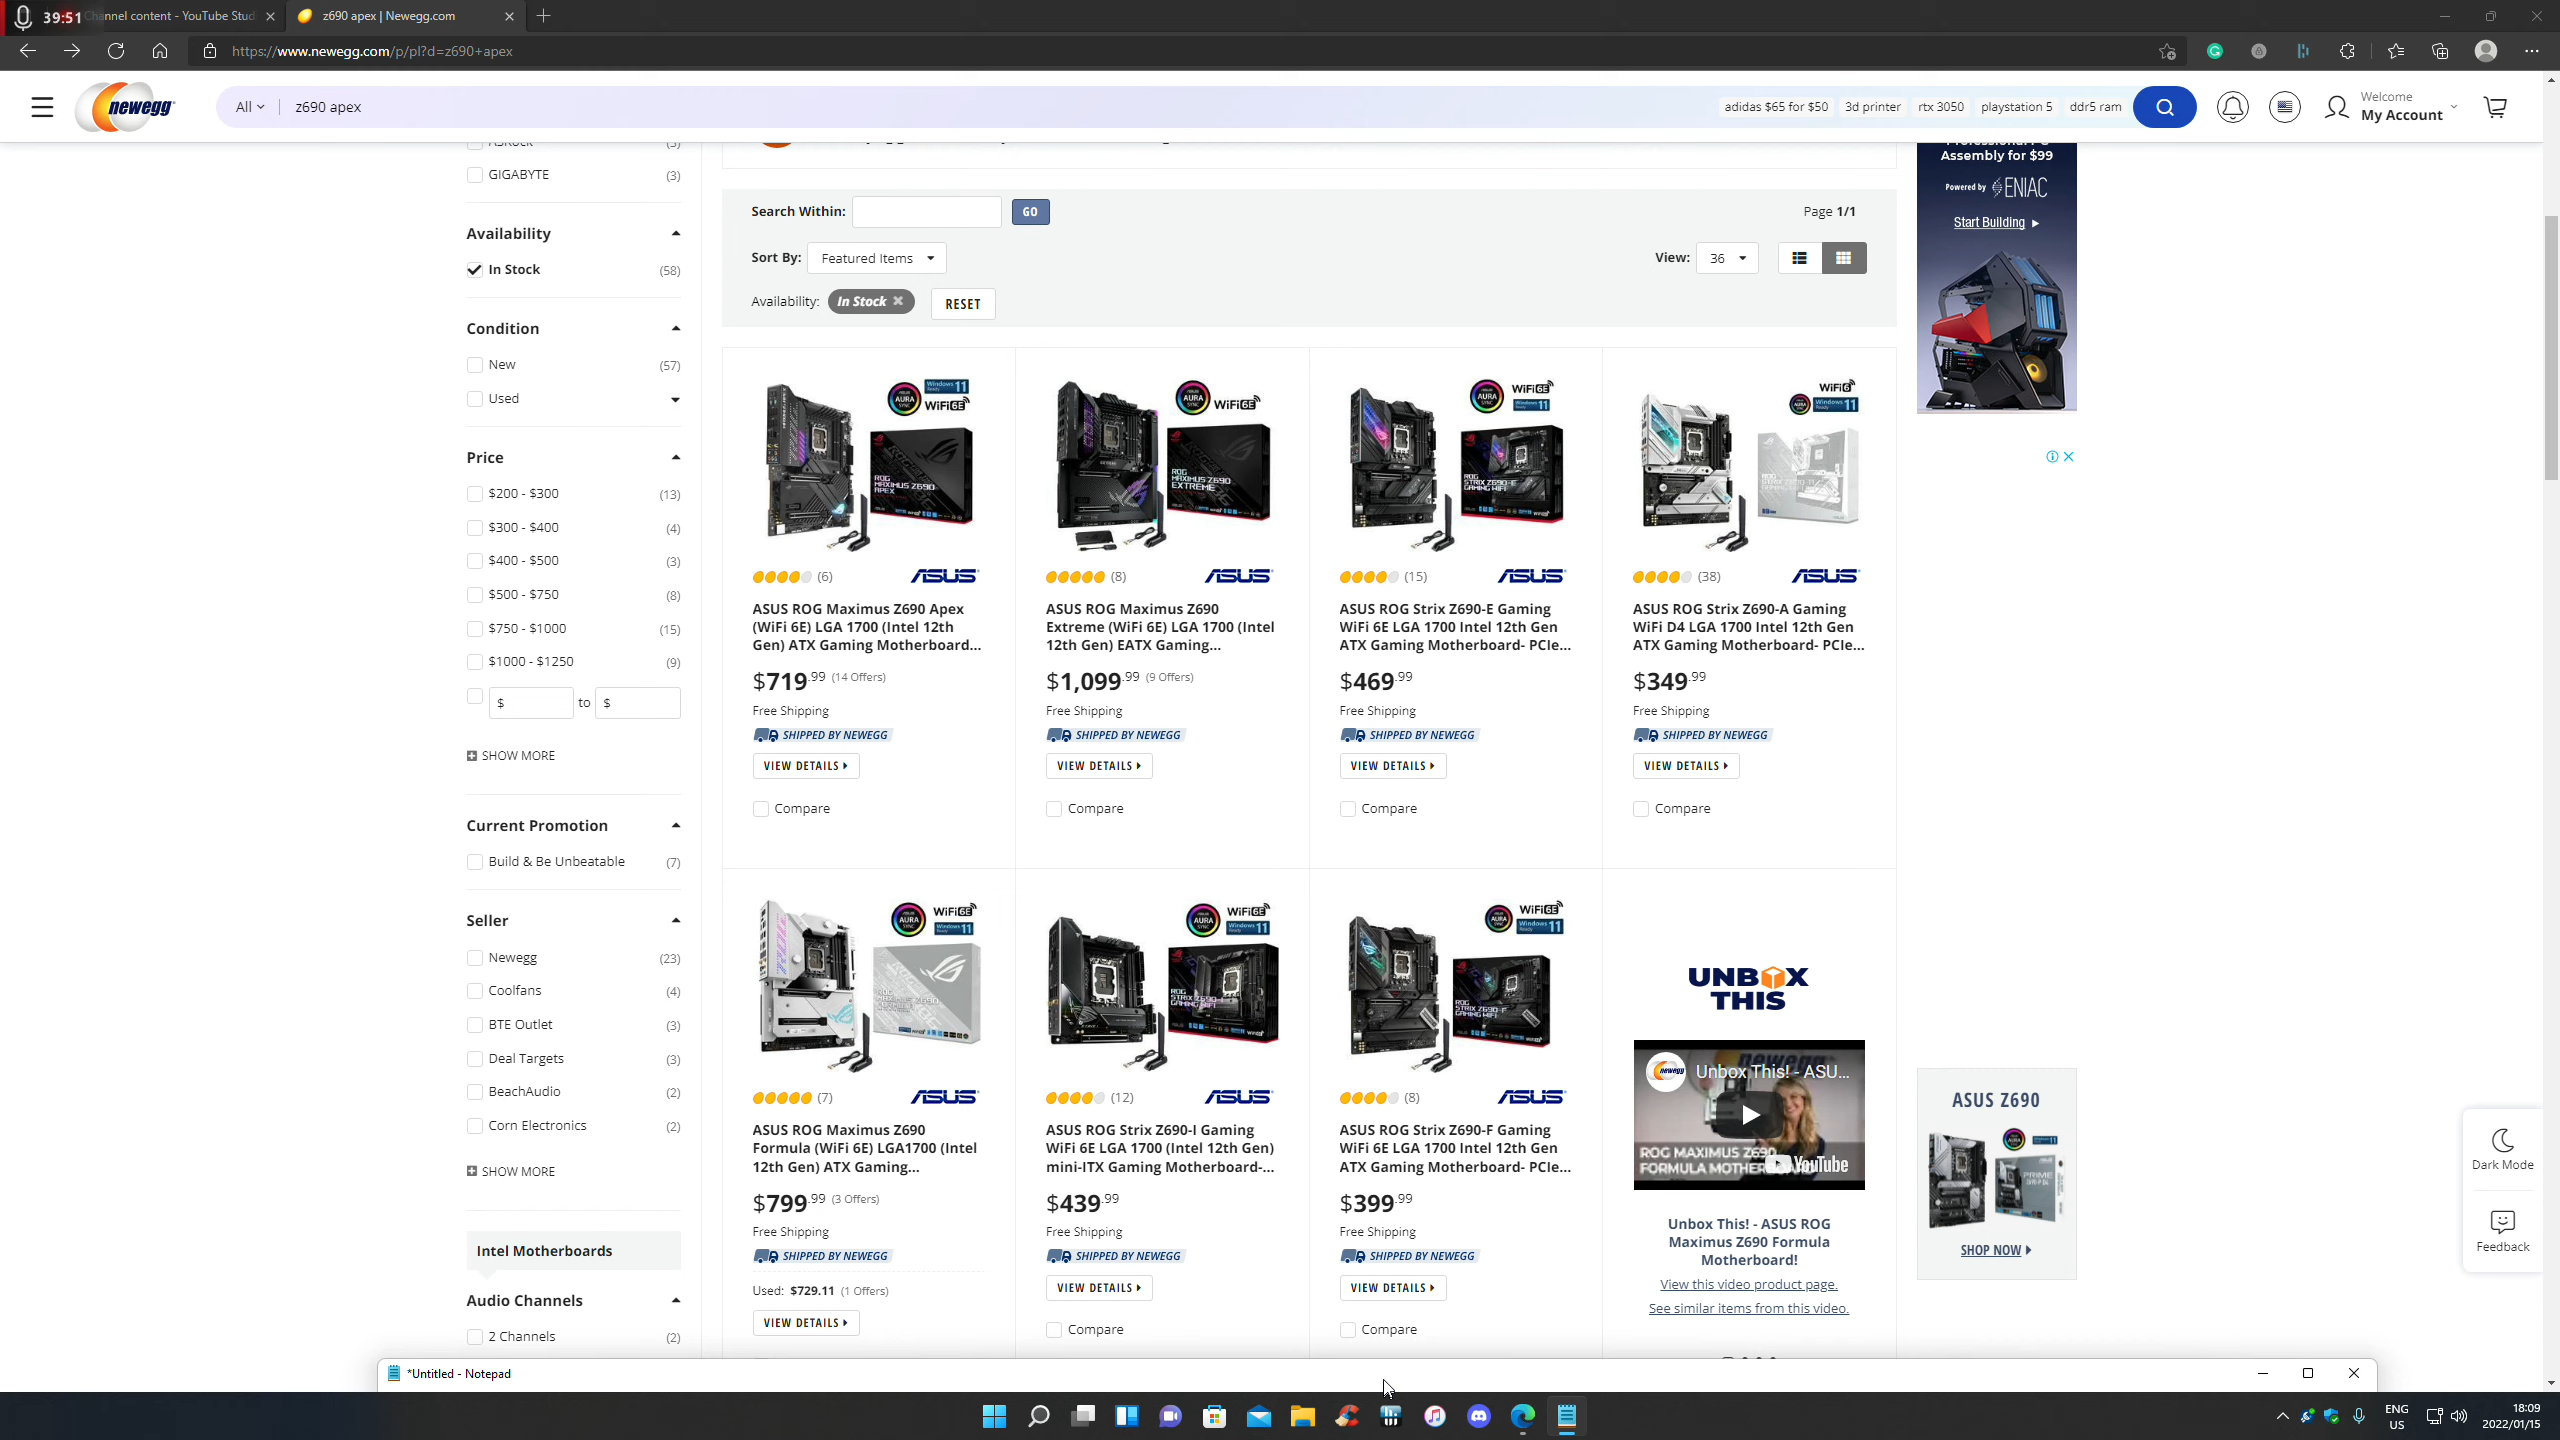 39:51
Channel content - YouTube Stud
z690 apex | Newegg.com
https://www.newegg.com/p/pl?d=z690+apex
newegg
All
z690 apex
adidas $65 for $50
3d printer
rtx 3050
playstation 5
ddr5 ram
Welcome
My Account
GIGABYTE (3)
Availability
In Stock (58)
Condition
New (57)
Used
Price
$200 - $300 (13)
$300 - $400 (4)
$400 - $500 (3)
$500 - $750 (8)
$750 - $1000 (15)
$1000 - $1250 (9)
$ to $
SHOW MORE
Current Promotion
Build & Be Unbeatable (7)
Seller
Newegg (23)
Coolfans (4)
BTE Outlet (3)
Deal Targets (3)
BeachAudio (2)
Corn Electronics (2)
SHOW MORE
Intel Motherboards
Audio Channels
2 Channels (2)
Search Within:
GO
Page 1/1
Sort By: Featured Items
View: 36
Availability: In Stock
RESET
(6)
ASUS
ASUS ROG Maximus Z690 Apex
(WiFi 6E) LGA 1700 (Intel 12th
Gen) ATX Gaming Motherboard...
$719.99 (14 Offers)
Free Shipping
SHIPPED BY NEWEGG
VIEW DETAILS
Compare
(8)
ASUS
ASUS ROG Maximus Z690
Extreme (WiFi 6E) LGA 1700 (Intel
12th Gen) EATX Gaming...
$1,099.99 (9 Offers)
Free Shipping
SHIPPED BY NEWEGG
VIEW DETAILS
Compare
(15)
ASUS
ASUS ROG Strix Z690-E Gaming
WiFi 6E LGA 1700 Intel 12th Gen
ATX Gaming Motherboard- PCIe...
$469.99
Free Shipping
SHIPPED BY NEWEGG
VIEW DETAILS
Compare
(38)
ASUS
ASUS ROG Strix Z690-A Gaming
WiFi D4 LGA 1700 Intel 12th Gen
ATX Gaming Motherboard- PCIe...
$349.99
Free Shipping
SHIPPED BY NEWEGG
VIEW DETAILS
Compare
(7)
ASUS
ASUS ROG Maximus Z690
Formula (WiFi 6E) LGA1700 (Intel
12th Gen) ATX Gaming...
$799.99 (3 Offers)
Free Shipping
SHIPPED BY NEWEGG
Used: $729.11 (1 Offers)
VIEW DETAILS
(12)
ASUS
ASUS ROG Strix Z690-I Gaming
WiFi 6E LGA 1700 (Intel 12th Gen)
mini-ITX Gaming Motherboard-...
$439.99
Free Shipping
SHIPPED BY NEWEGG
VIEW DETAILS
Compare
(8)
ASUS
ASUS ROG Strix Z690-F Gaming
WiFi 6E LGA 1700 Intel 12th Gen
ATX Gaming Motherboard- PCIe...
$399.99
Free Shipping
SHIPPED BY NEWEGG
VIEW DETAILS
Compare
UNBOX
THIS
Unbox This! - ASU...
ROG MAXIMUS Z690
YouTube
Unbox This! - ASUS ROG
Maximus Z690 Formula
Motherboard!
View this video product page.
See similar items from this video.
Assembly for $99
Powered by ENIAC
Start Building
ASUS Z690
SHOP NOW
Dark Mode
Feedback
*Untitled - Notepad
ENG
US
18:09
2022/01/15